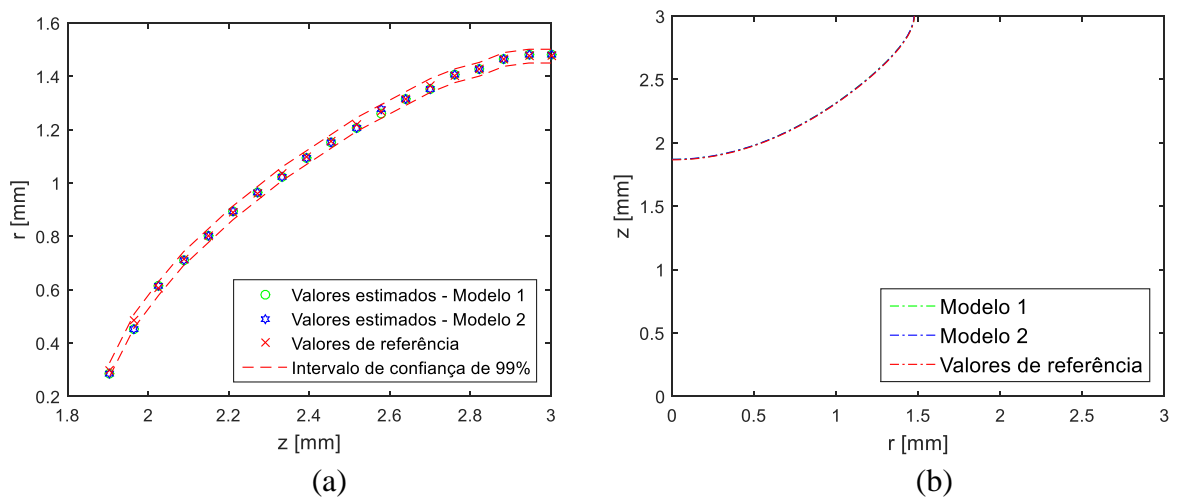 1.6
1.4
1.2
1
0.8
0.6
0.4
0.2
r [mm]
1.8
2
2.2
2.4
2.6
2.8
3
z [mm]
Valores estimados - Modelo 1
Valores estimados - Modelo 2
Valores de referência
Intervalo de confiança de 99%
(a)
3
2.5
2
1.5
1
0.5
0
z [mm]
0
0.5
1
1.5
2
2.5
3
r [mm]
Modelo 1
Modelo 2
Valores de referência
(b)